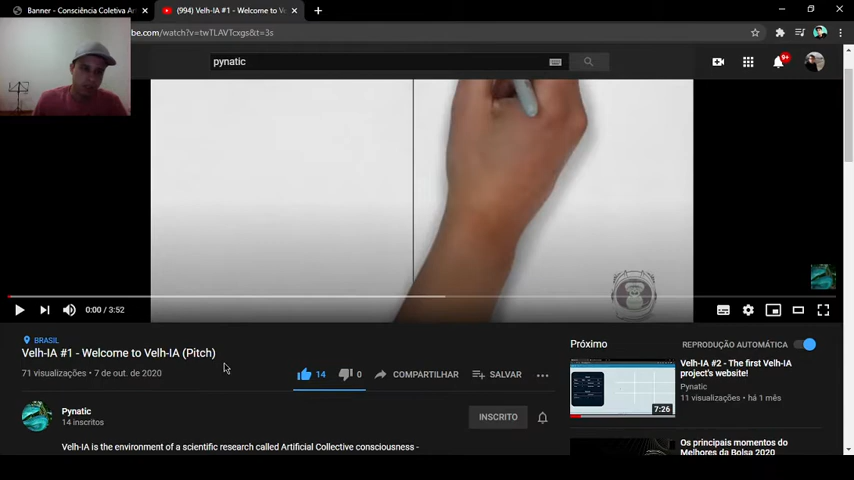 Banner - Consciência Coletiva Ar
(994) Velh-IA #1 - Welcome to Ve
be.com/watch?v=twTLAVTcxgs&t=3s
pynatic
9+
0:00 / 3:52
BRASIL
Velh-IA #1 - Welcome to Velh-IA (Pitch)
71 visualizações • 7 de out. de 2020
14
0
COMPARTILHAR
SALVAR
Pynatic
14 inscritos
INSCRITO
Velh-IA is the environment of a scientific research called Artificial Collective consciousness -
Próximo
REPRODUÇÃO AUTOMÁTICA
7:26
Velh-IA #2 - The first Velh-IA
project's website!
Pynatic
11 visualizações • há 1 mês
Os principais momentos do
Melhores da Bolsa 2020